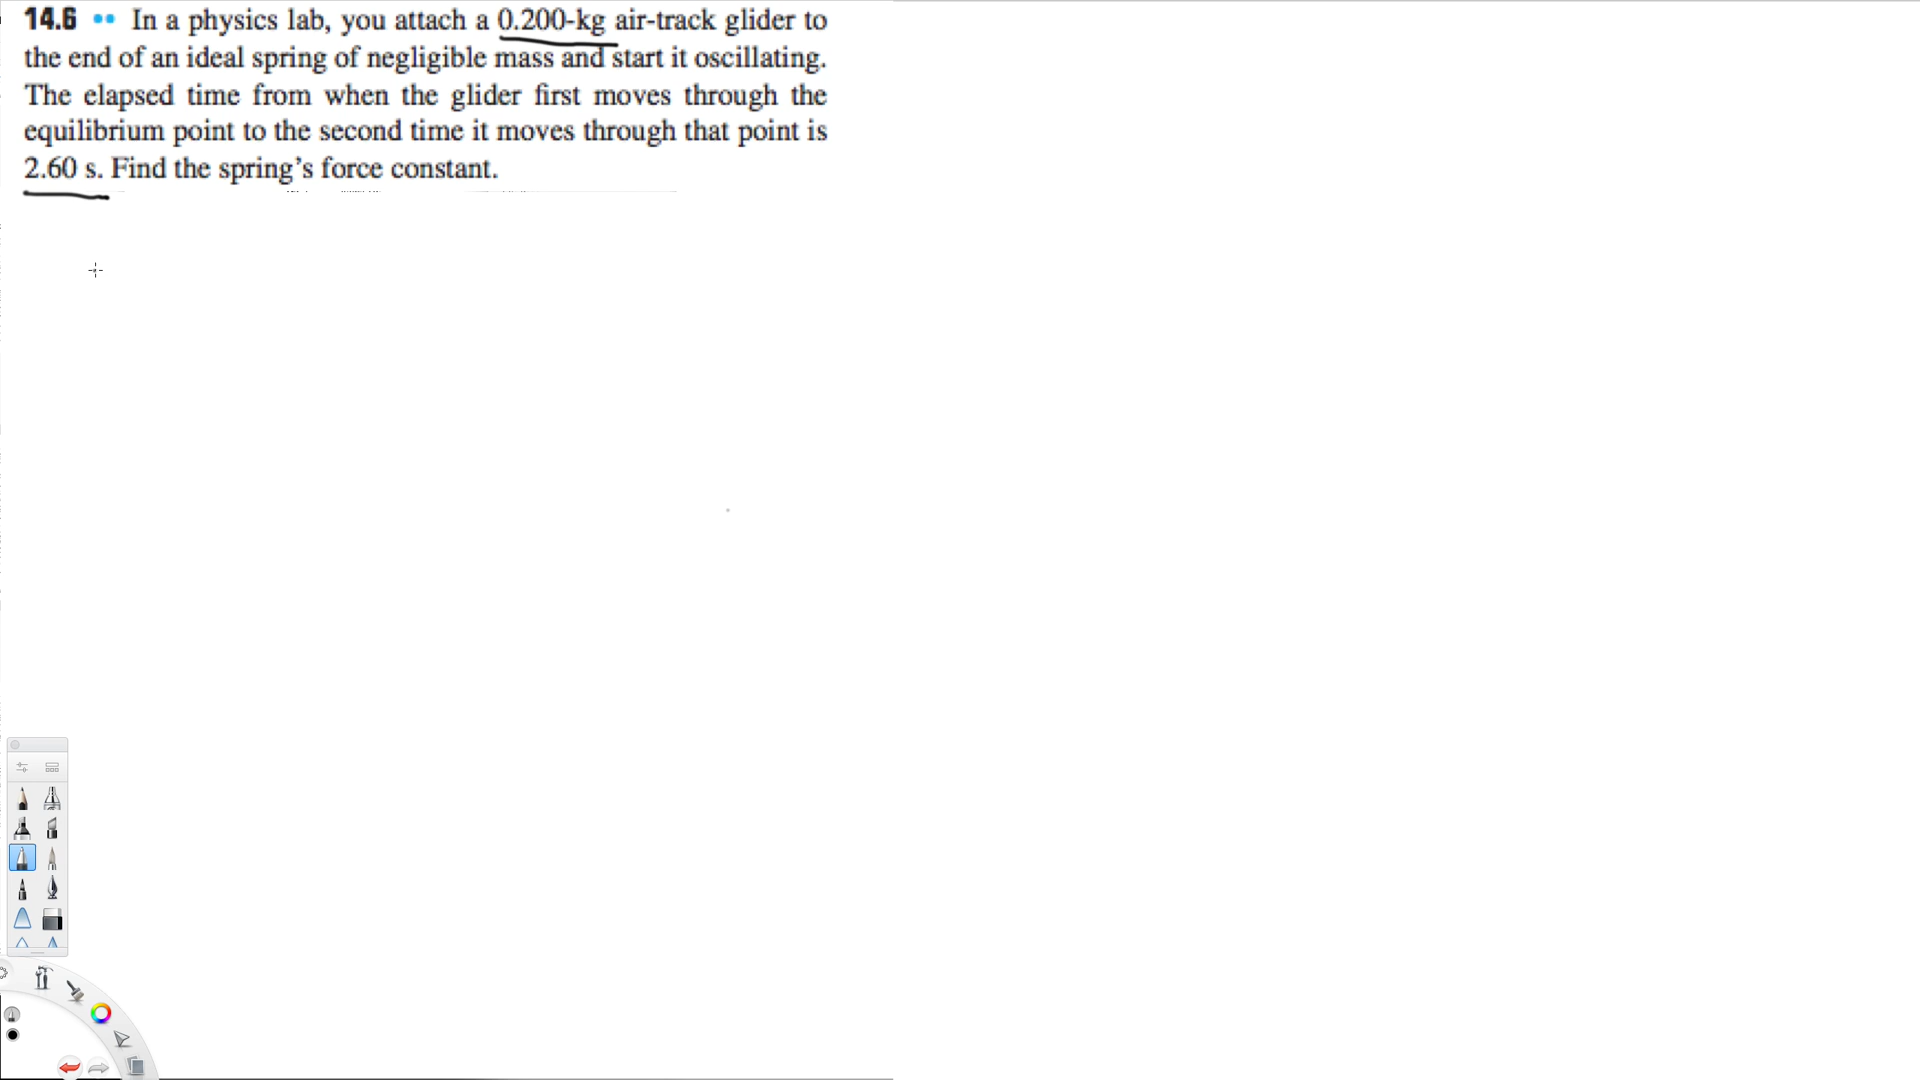 14.6 •• In a physics lab, you attach a 0.200-kg air-track glider to
the end of an ideal spring of negligible mass and start it oscillating.
The elapsed time from when the glider first moves through the
equilibrium point to the second time it moves through that point is
2.60 s. Find the spring’s force constant.